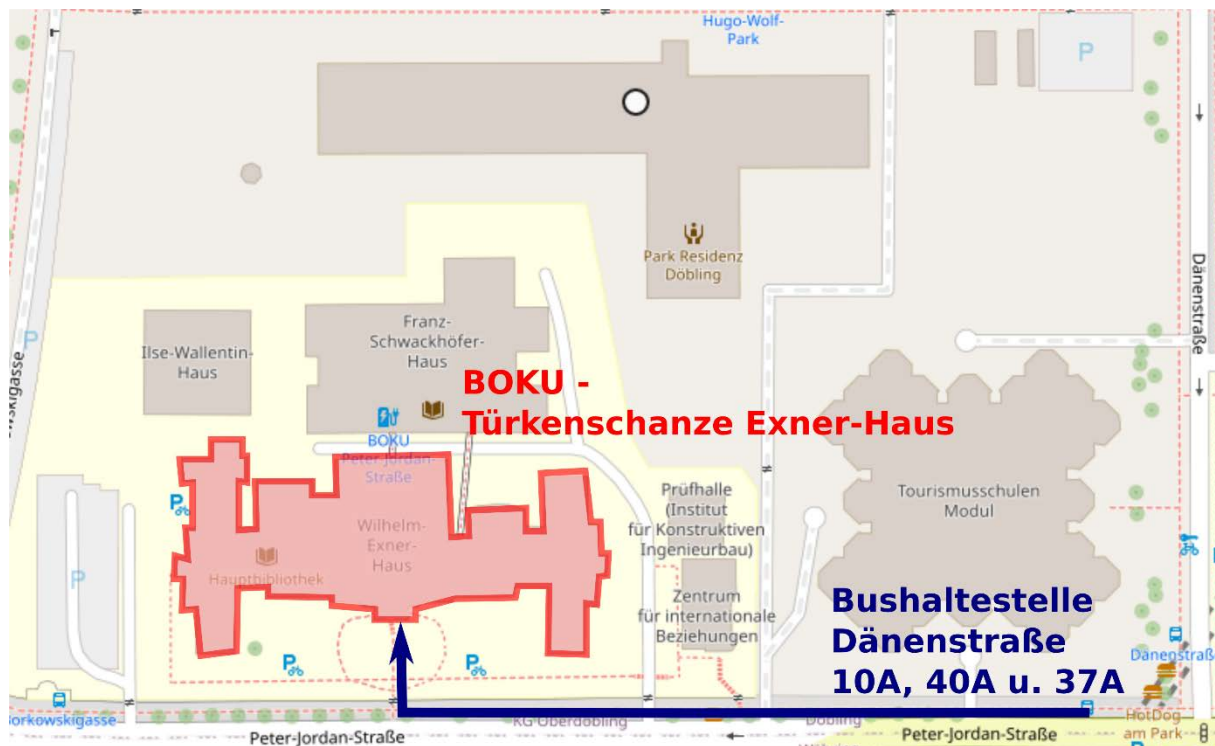 Hugo-Wolf-
Park
P
Park Residenz
Döbling
Dänenstraße
Franz-
Schwackhöfer-
Haus
Ilse-Wallentin-
Haus
P
BOKU -
Türkenschanze Exner-Haus
BOKU
Peter-Jordan-
Straße
P
Wilhelm-
Exner-
Haus
Hauptbibliothek
Prüfhalle
(Institut
für Konstruktiven
Ingenieurbau)
Tourismusschulen
Modul
P
Zentrum
für internationale
Beziehungen
Bushaltestelle
Dänenstraße
10A, 40A u. 37A
P
P
Dänenstraß
orkowskigasse
KG Oberdöbling
Döbling
HotDog
am Park
Peter-Jordan-Straße
Peter-Jordan-Straße